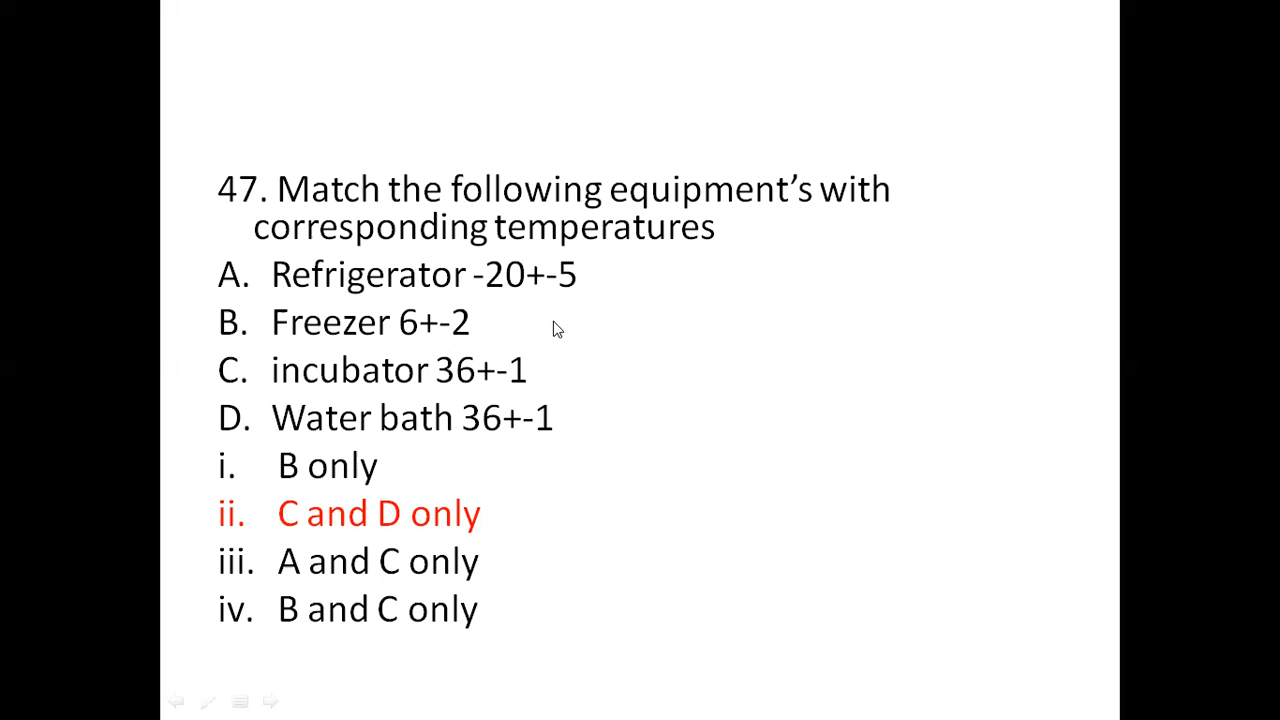 47. Match the following equipment’s with
corresponding temperatures
A. Refrigerator -20+-5
B. Freezer 6+-2
C. incubator 36+-1
D. Water bath 36+-1
i. B only
ii. C and D only
iii. A and C only
iv. B and C only